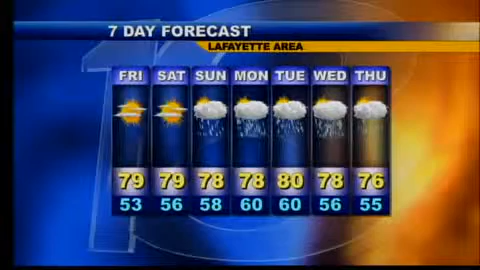 7 DAY FORECAST
LAFAYETTE AREA
FRI SAT SUN MON TUE WED THU
79 79 78 78 80 78 76
53 56 58 60 60 56 55